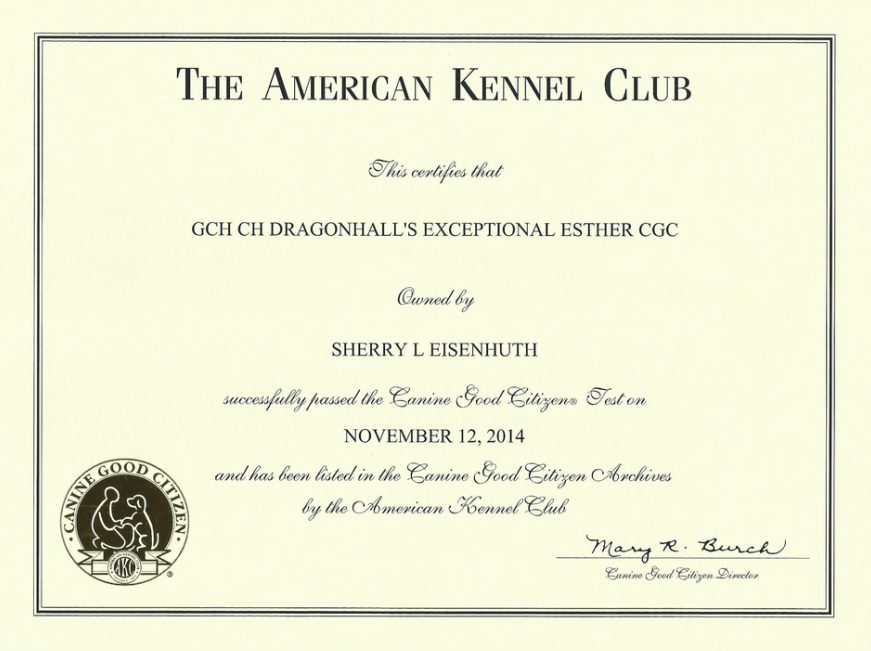 THE AMERICAN KENNEL CLUB
This certifies that
GCH CH DRAGONHALL'S EXCEPTIONAL ESTHER CGC
Owned by
SHERRY L EISENHUTH
successfully passed the Canine Good Citizen® Test on
NOVEMBER 12, 2014
and has been listed in the Canine Good Citizen Archives
by the American Kennel Club
CANINE GOOD CITIZEN
AKC
®
Mary R. Burch
Canine Good Citizen Director